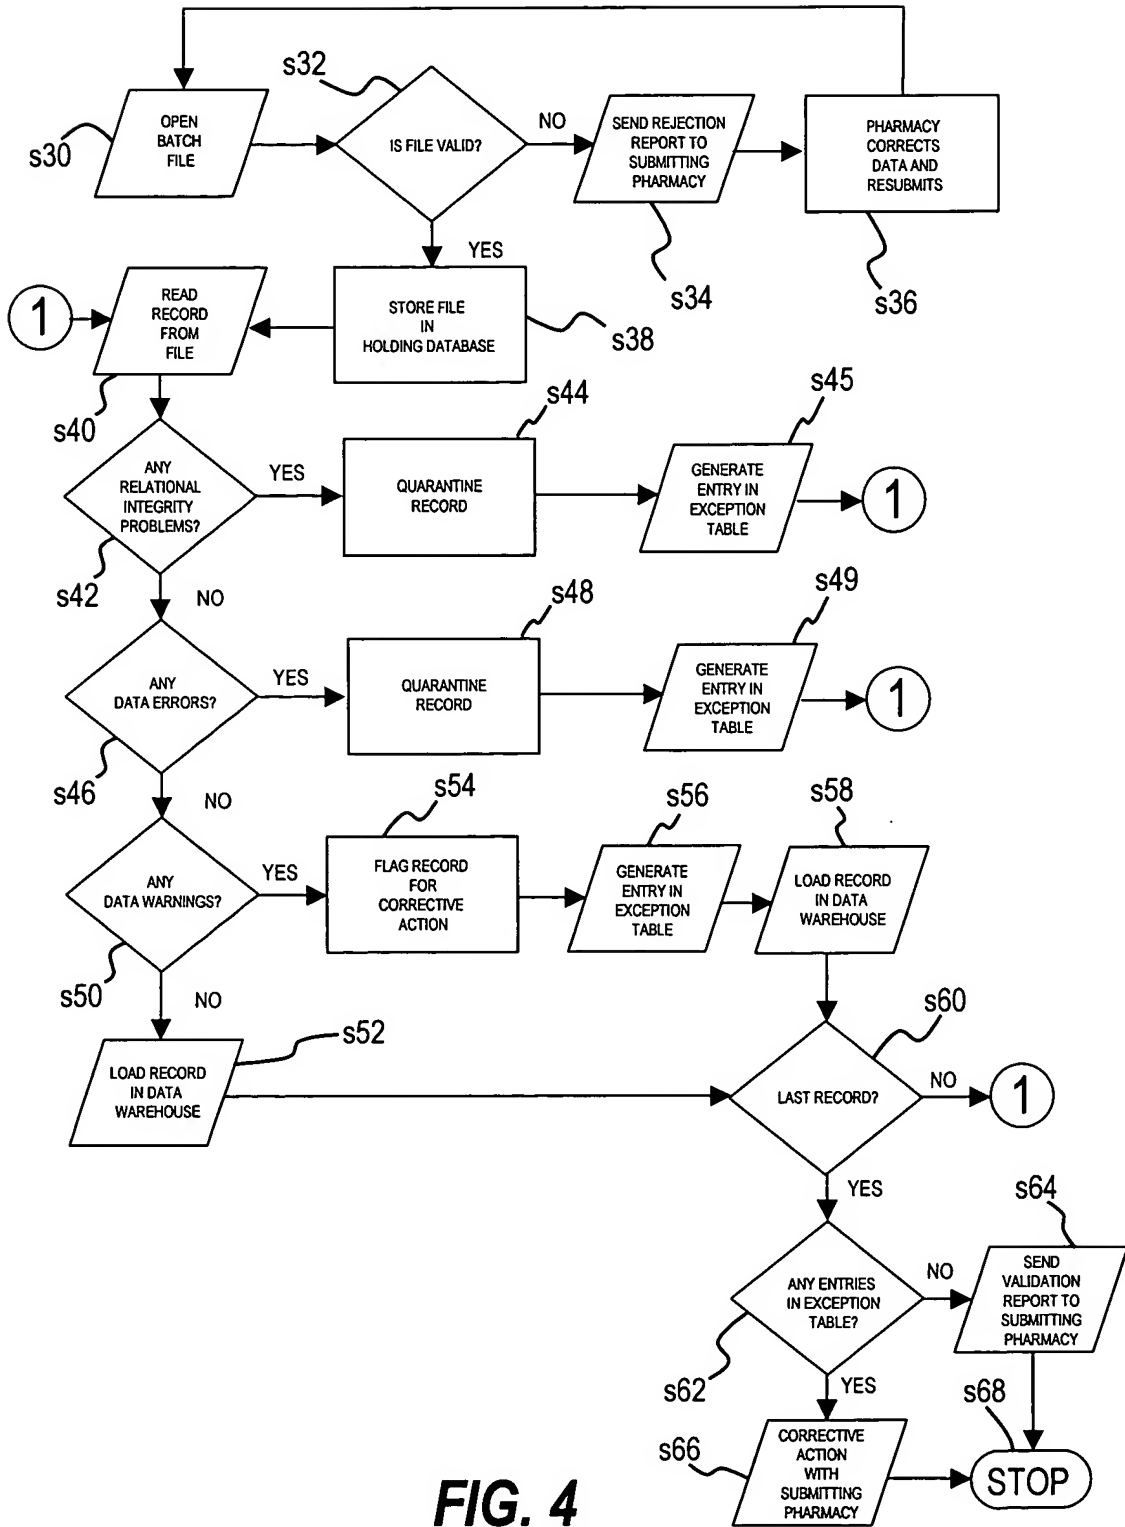 s32
OPEN
BATCH
FILE
s30
IS FILE VALID?
NO
SEND REJECTION
REPORT TO
SUBMITTING
PHARMACY
s34
PHARMACY
CORRECTS
DATA AND
RESUBMITS
s36
YES
1
READ
RECORD
FROM
FILE
s40
STORE FILE
IN
HOLDING DATABASE
s38
ANY
RELATIONAL
INTEGRITY
PROBLEMS?
s42
YES
s44
QUARANTINE
RECORD
s45
GENERATE
ENTRY IN
EXCEPTION
TABLE
1
NO
ANY
DATA ERRORS?
s46
YES
s48
QUARANTINE
RECORD
s49
GENERATE
ENTRY IN
EXCEPTION
TABLE
1
NO
ANY
DATA WARNINGS?
s50
YES
s54
FLAG RECORD
FOR
CORRECTIVE
ACTION
s56
GENERATE
ENTRY IN
EXCEPTION
TABLE
s58
LOAD RECORD
IN DATA
WAREHOUSE
NO
s52
LOAD RECORD
IN DATA
WAREHOUSE
s60
LAST RECORD?
NO
1
YES
ANY ENTRIES
IN EXCEPTION
TABLE?
s62
NO
s64
SEND
VALIDATION
REPORT TO
SUBMITTING
PHARMACY
YES
s66
CORRECTIVE
ACTION
WITH
SUBMITTING
PHARMACY
s68
STOP
FIG. 4